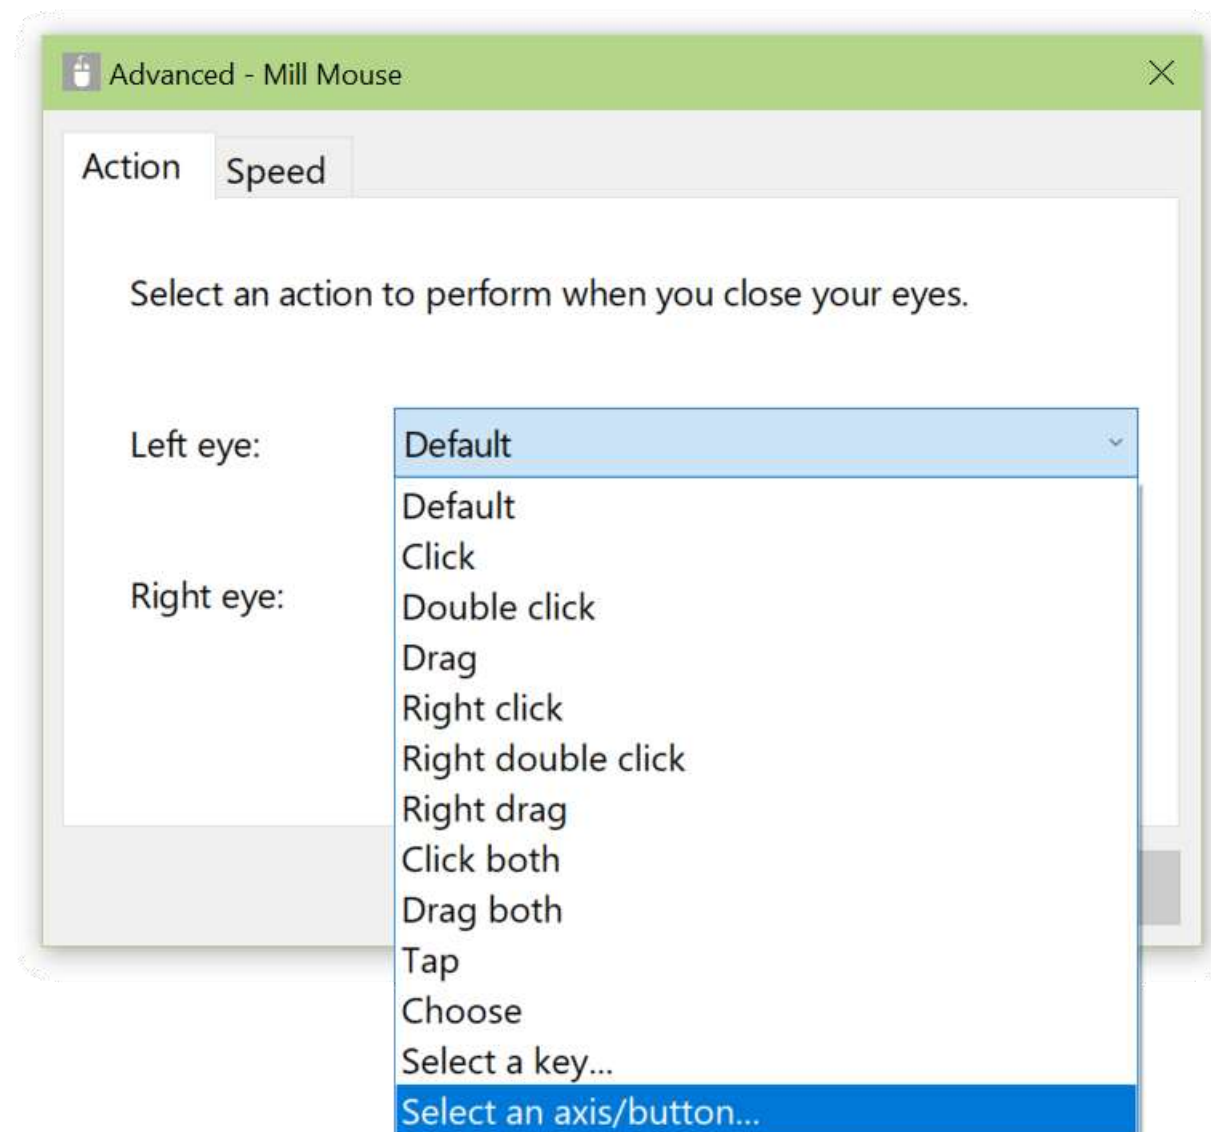 Advanced - Mill Mouse
Action Speed
Select an action to perform when you close your eyes.
Left eye: Default
Default
Click
Right eye:
Double click
Drag
Right click
Right double click
Right drag
Click both
Drag both
Tap
Choose
Select a key...
Select an axis/button...